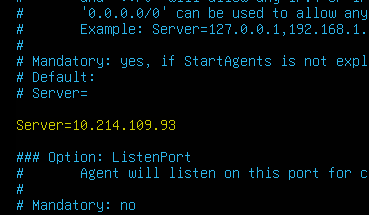 # '0.0.0.0/0' can be used to allow any
# Example: Server=127.0.0.1,192.168.1.
#
# Mandatory: yes, if StartAgents is not expl
# Default:
# Server=
Server=10.214.109.93
### Option: ListenPort
# Agent will listen on this port for c
#
# Mandatory: no